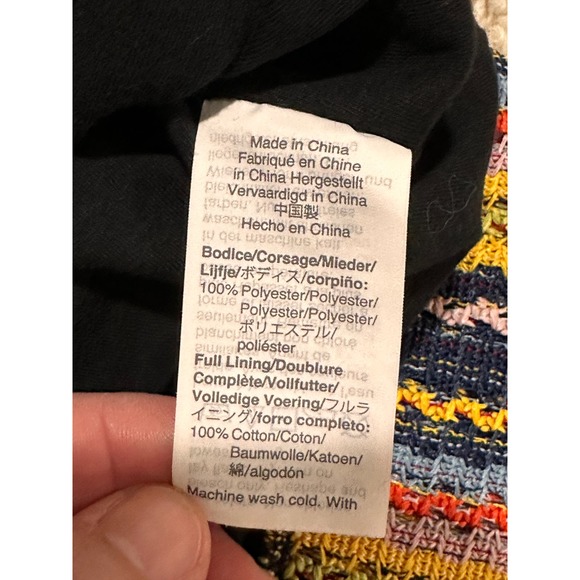 Made in China
Fabriqué en Chine
in China Hergestellt
Vervaardigd in China
中国製
Hecho en China
Bodice/Corsage/Mieder/
Lijfje/ボディス/corpiño:
100% Polyester/Polyester/
Polyester/Polyester/
ポリエステル/
poliéster
Full Lining/Doublure
Complète/Vollfutter/
Volledige Voering/フルラ
イニング/forro completo:
100% Cotton/Coton/
Baumwolle/Katoen/
綿/algodón
Machine wash cold. With